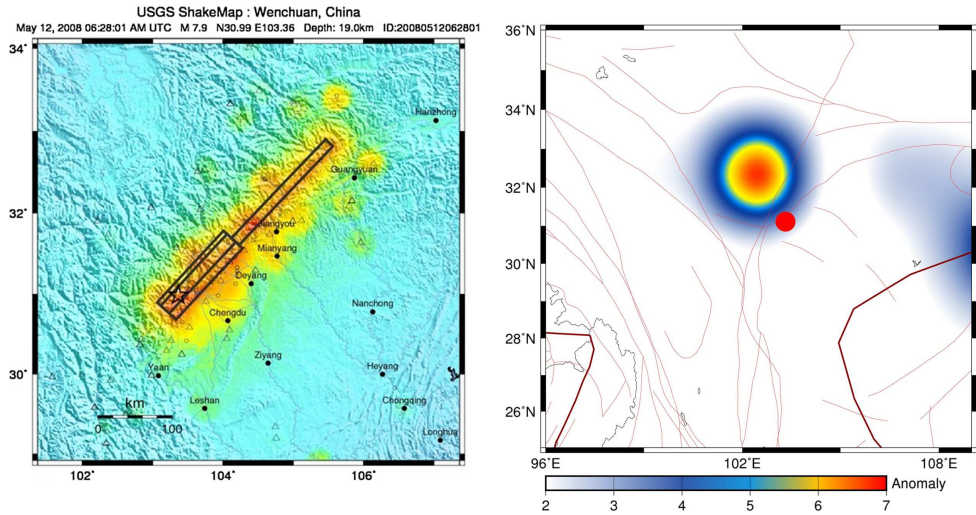 USGS ShakeMap : Wenchuan, China
May 12, 2008 06:28:01 AM UTC M 7.9 N30.99 E103.36 Depth: 19.0km ID:20080512062801
34°
32°
30°
Hanzhong
Guangyuan
Jiangyou
Mianyang
Deyang
Nanchong
Chengdu
Ziyang
Yaan
Heyang
Leshan
Chongqing
Longhua
km
0 100
102° 104° 106°
36°N
34°N
32°N
30°N
28°N
26°N
96°E 102°E 108°E
Anomaly
2 3 4 5 6 7